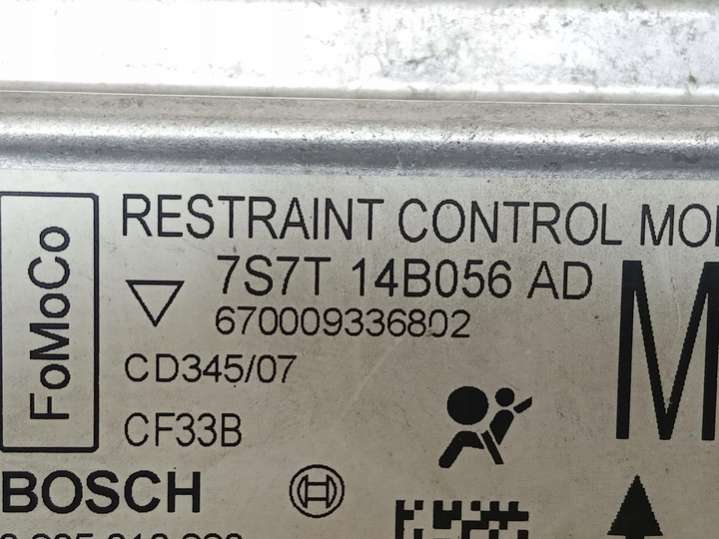 FoMoCo
RESTRAINT CONTROL
7S7T 14B056 AD
670009336802
CD345/07
CF33B
M
BOSCH